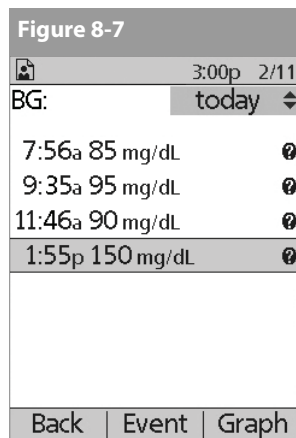 Figure 8-7
3:00p 2/11
BG: today
7:56a 85 mg/dL ?
9:35a 95 mg/dL ?
11:46a 90 mg/dL ?
1:55p 150 mg/dL ?
Back | Event | Graph